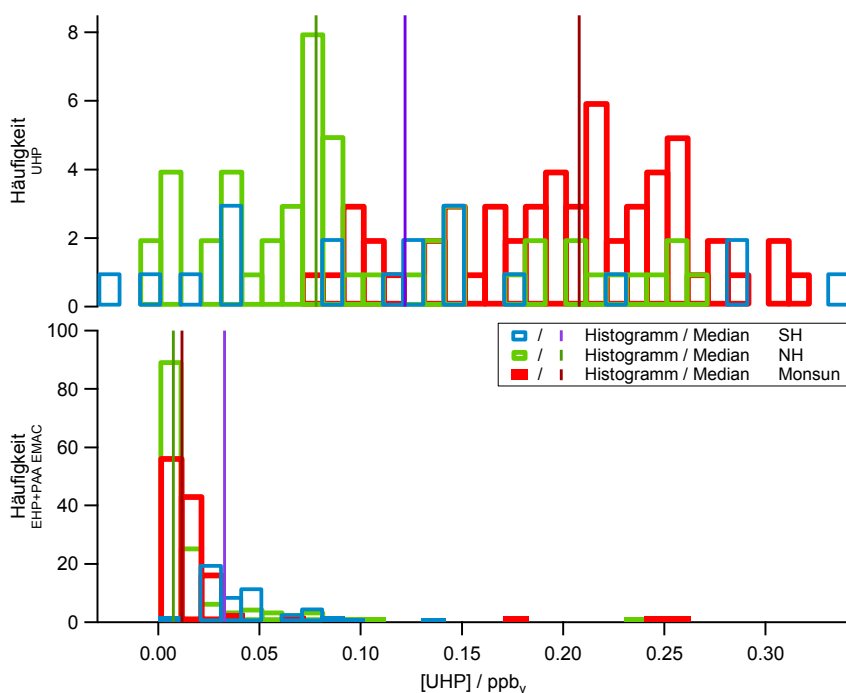 8
6
4
2
0
Häufigkeit
UHP
/ Histogramm / Median SH
/ Histogramm / Median NH
/ Histogramm / Median Monsun
100
80
60
40
20
0
Häufigkeit
EHP+PAA EMAC
0.00 0.05 0.10 0.15 0.20 0.25 0.30
[UHP] / ppbv